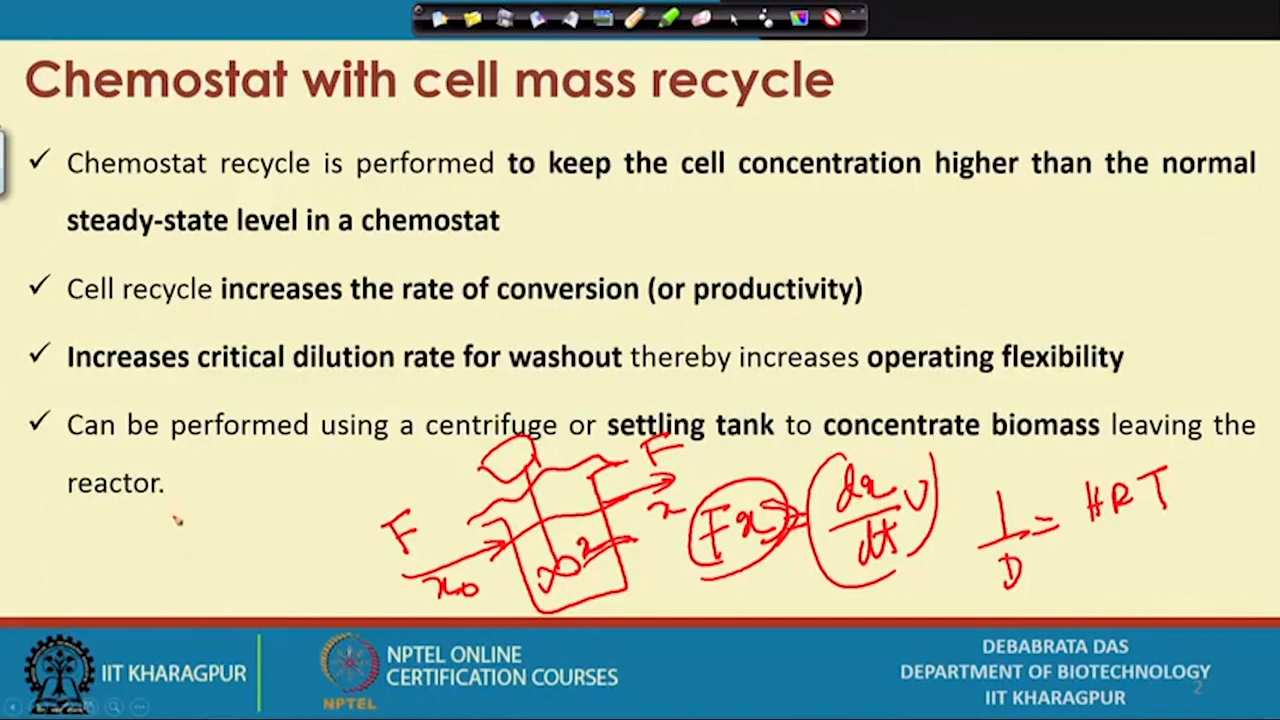 Chemostat with cell mass recycle
✓ Chemostat recycle is performed to keep the cell concentration higher than the normal
steady-state level in a chemostat
✓ Cell recycle increases the rate of conversion (or productivity)
✓ Increases critical dilution rate for washout thereby increases operating flexibility
✓ Can be performed using a centrifuge or settling tank to concentrate biomass leaving the
reactor.
F
x
F
x0
Fx
dx/dt V
1/D = HRT
IIT KHARAGPUR
NPTEL
NPTEL ONLINE
CERTIFICATION COURSES
DEBABRATA DAS
DEPARTMENT OF BIOTECHNOLOGY
IIT KHARAGPUR
2